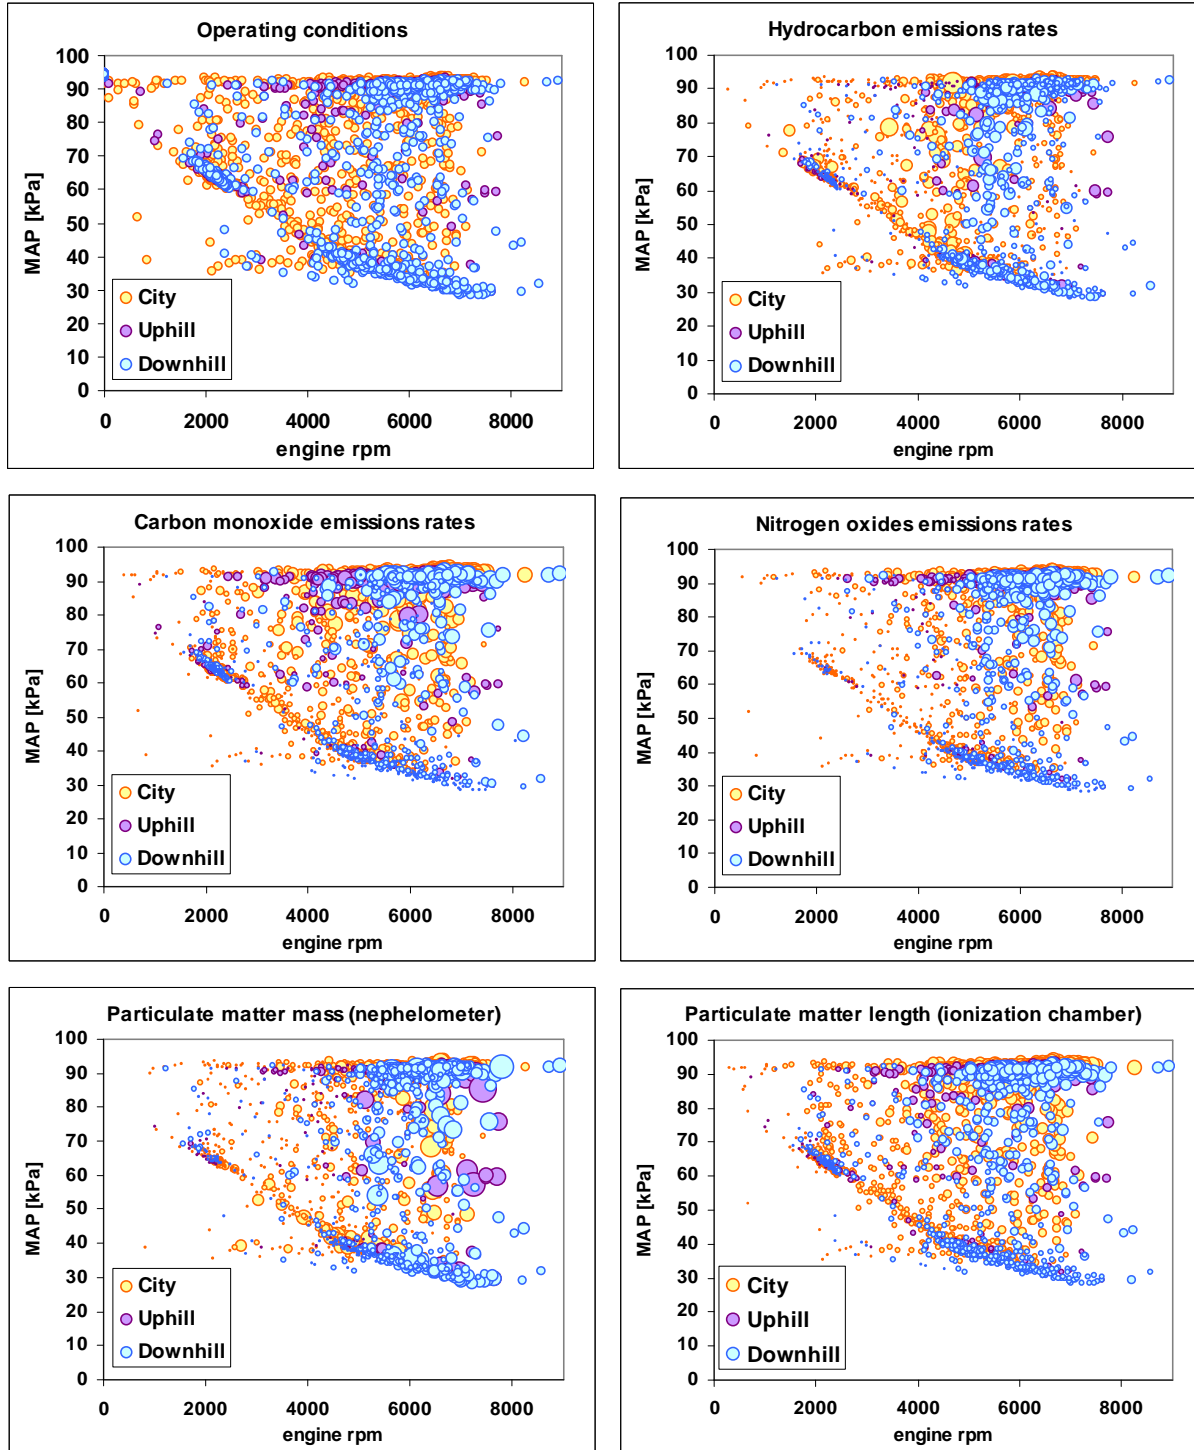 Operating conditions
100
90
80
70
60
50
40
30
20
10
0
MAP [kPa]
City
Uphill
Downhill
0 2000 4000 6000 8000
engine rpm
Hydrocarbon emissions rates
100
90
80
70
60
50
40
30
20
10
0
MAP [kPa]
City
Uphill
Downhill
0 2000 4000 6000 8000
engine rpm
Carbon monoxide emissions rates
100
90
80
70
60
50
40
30
20
10
0
MAP [kPa]
City
Uphill
Downhill
0 2000 4000 6000 8000
engine rpm
Nitrogen oxides emissions rates
100
90
80
70
60
50
40
30
20
10
0
MAP [kPa]
City
Uphill
Downhill
0 2000 4000 6000 8000
engine rpm
Particulate matter mass (nephelometer)
100
90
80
70
60
50
40
30
20
10
0
MAP [kPa]
City
Uphill
Downhill
0 2000 4000 6000 8000
engine rpm
Particulate matter length (ionization chamber)
100
90
80
70
60
50
40
30
20
10
0
MAP [kPa]
City
Uphill
Downhill
0 2000 4000 6000 8000
engine rpm